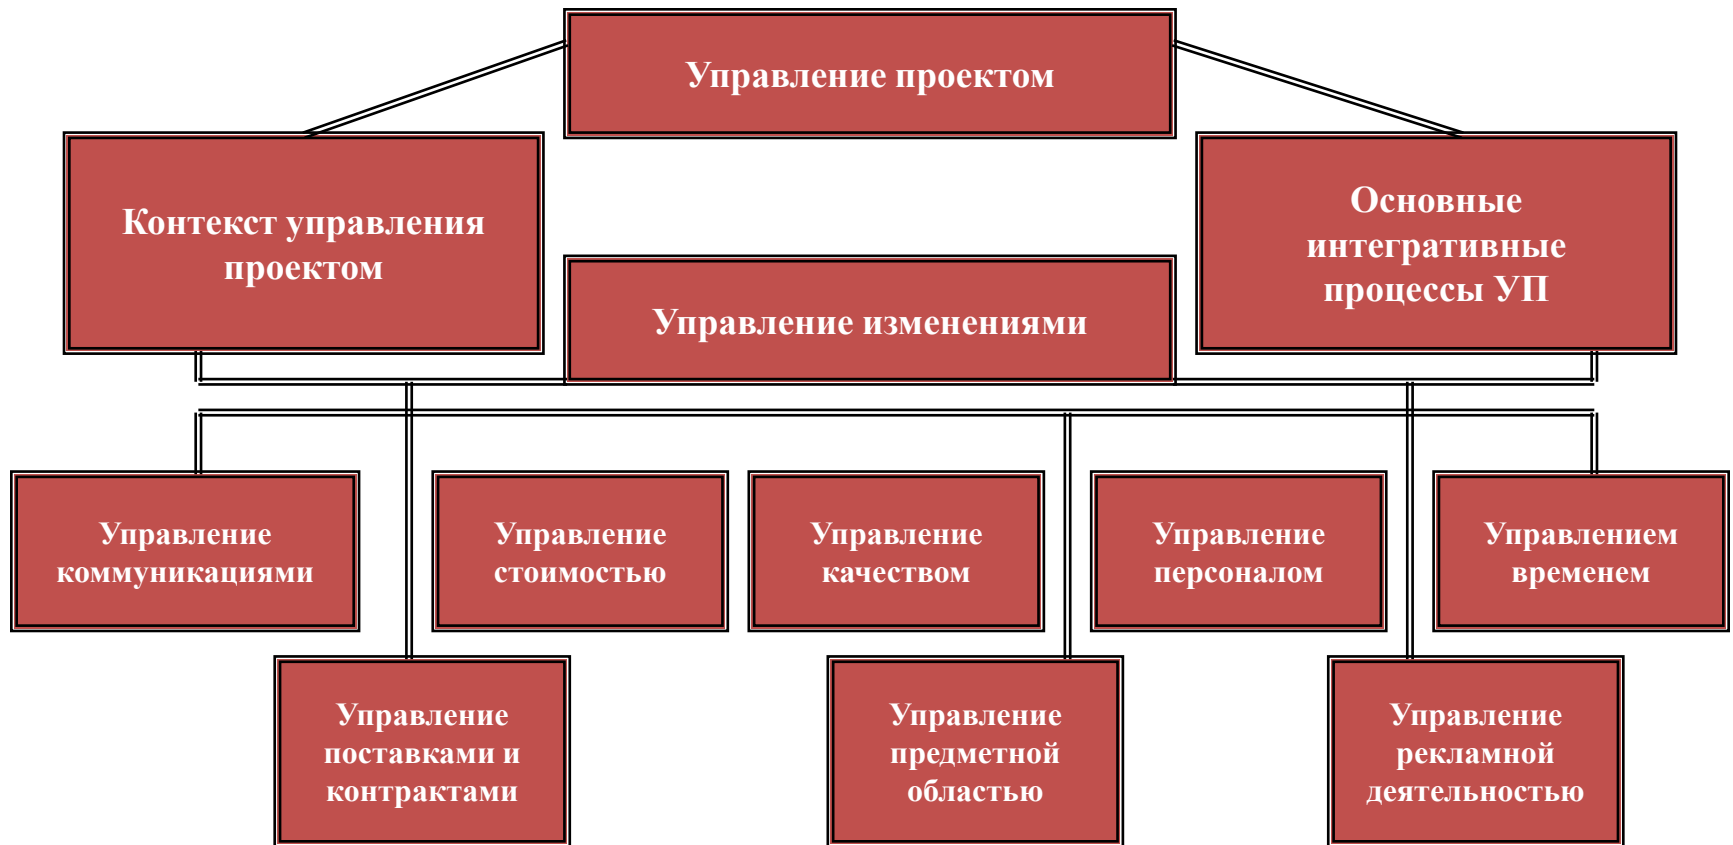 Управление проектом
Контекст управления
проектом
Основные
интегративные
процессы УП
Управление изменениями
Управление
коммуникациями
Управление
стоимостью
Управление
качеством
Управление
персоналом
Управлением
временем
Управление
поставками и
контрактами
Управление
предметной
областью
Управление
рекламной
деятельностью